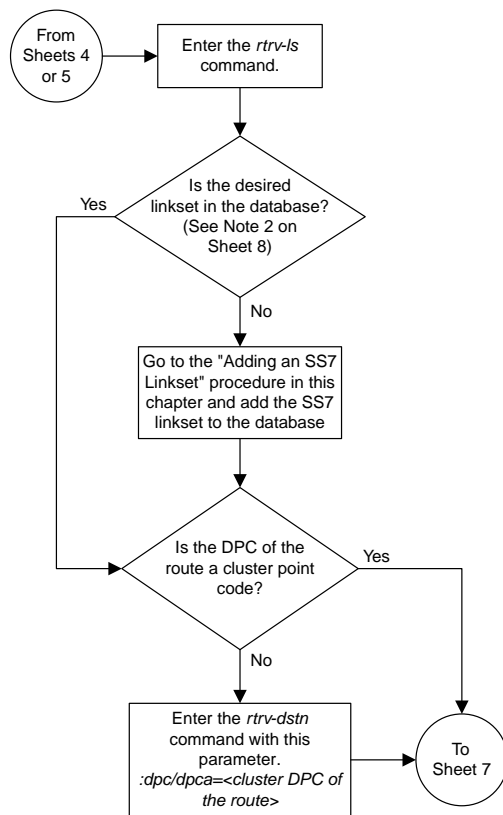 From
Sheets 4
or 5
Enter the rtrv-ls
command.
Is the desired
linkset in the database?
(See Note 2 on
Sheet 8)
Yes
No
Go to the "Adding an SS7
Linkset" procedure in this
chapter and add the SS7
linkset to the database
Is the DPC of the
route a cluster point
code?
Yes
No
Enter the rtrv-dstn
command with this
parameter.
:dpc/dpca=<cluster DPC of
the route>
To
Sheet 7